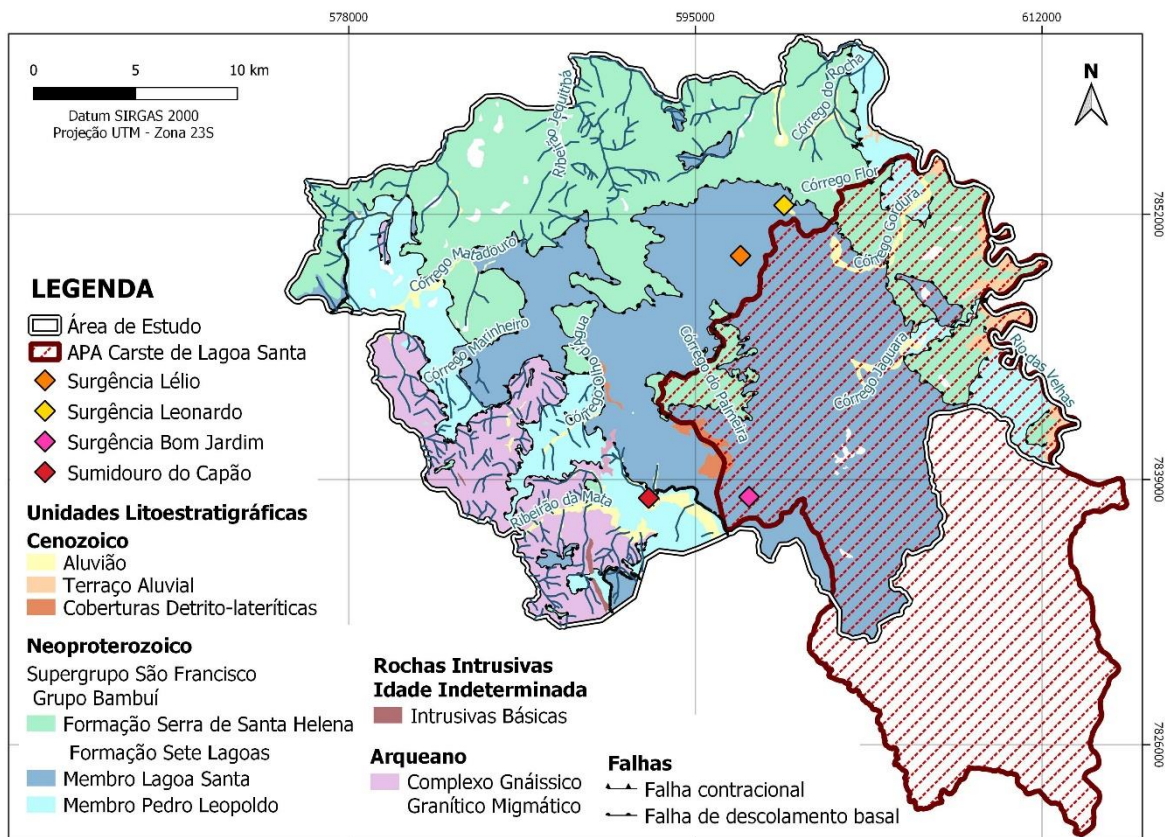 578000
595000
612000
0 5 10 km
Datum SIRGAS 2000
Projeção UTM - Zona 23S
N
Ribeirão Jequitibá
Córrego do Rocha
Córrego Flor
Córrego Gordura
7852000
Córrego Matadouro
Córrego Marinheiro
Córrego Olho d'Água
Córrego do Palmeira
Córrego Jaguara
Rio das Velhas
7839000
Ribeirão da Mata
7826000
LEGENDA
Área de Estudo
APA Carste de Lagoa Santa
Surgência Lélio
Surgência Leonardo
Surgência Bom Jardim
Sumidouro do Capão
Unidades Litoestratigráficas
Cenozoico
Aluvião
Terraço Aluvial
Coberturas Detrito-lateríticas
Neoproterozoico
Supergrupo São Francisco
Grupo Bambuí
Formação Serra de Santa Helena
Formação Sete Lagoas
Membro Lagoa Santa
Membro Pedro Leopoldo
Rochas Intrusivas
Idade Indeterminada
Intrusivas Básicas
Arqueano
Complexo Gnáissico
Granítico Migmático
Falhas
Falha contracional
Falha de descolamento basal